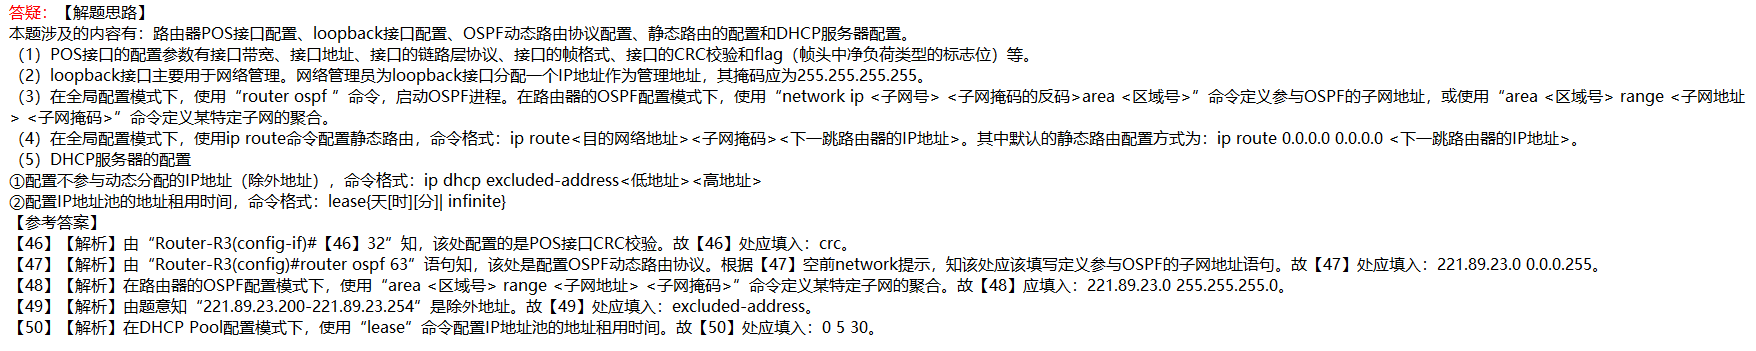 答疑：【解题思路】
本题涉及的内容有：路由器POS接口配置、loopback接口配置、OSPF动态路由协议配置、静态路由的配置和DHCP服务器配置。
（1）POS接口的配置参数有接口带宽、接口地址、接口的链路层协议、接口的帧格式、接口的CRC校验和flag（帧头中净负荷类型的标志位）等。
（2）loopback接口主要用于网络管理。网络管理员为loopback接口分配一个IP地址作为管理地址，其掩码应为255.255.255.255。
（3）在全局配置模式下，使用“router ospf ”命令，启动OSPF进程。在路由器的OSPF配置模式下，使用“network ip <子网号> <子网掩码的反码>area <区域号>”命令定义参与OSPF的子网地址，或使用“area <区域号> range <子网地址
> <子网掩码>”命令定义某特定子网的聚合。
（4）在全局配置模式下，使用ip route命令配置静态路由，命令格式：ip route<目的网络地址><子网掩码><下一跳路由器的IP地址>。其中默认的静态路由配置方式为：ip route 0.0.0.0 0.0.0.0 <下一跳路由器的IP地址>。
（5）DHCP服务器的配置
①配置不参与动态分配的IP地址（除外地址），命令格式：ip dhcp excluded-address<低地址><高地址>
②配置IP地址池的地址租用时间，命令格式：lease{天[时][分]| infinite}
【参考答案】
【46】【解析】由“Router-R3(config-if)#【46】32”知，该处配置的是POS接口CRC校验。故【46】处应填入：crc。
【47】【解析】由“Router-R3(config)#router ospf 63”语句知，该处是配置OSPF动态路由协议。根据【47】空前network提示，知该处应该填写定义参与OSPF的子网地址语句。故【47】处应填入：221.89.23.0 0.0.0.255。
【48】【解析】在路由器的OSPF配置模式下，使用“area <区域号> range <子网地址> <子网掩码>”命令定义某特定子网的聚合。故【48】应填入：221.89.23.0 255.255.255.0。
【49】【解析】由题意知“221.89.23.200-221.89.23.254”是除外地址。故【49】处应填入：excluded-address。
【50】【解析】在DHCP Pool配置模式下，使用“lease”命令配置IP地址池的地址租用时间。故【50】处应填入：0 5 30。